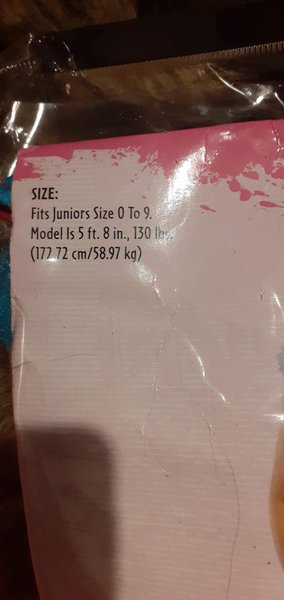 SIZE:
Fits Juniors Size 0 To 9.
Model Is 5 ft. 8 in., 130 lb.
(172.72 cm/58.97 kg)